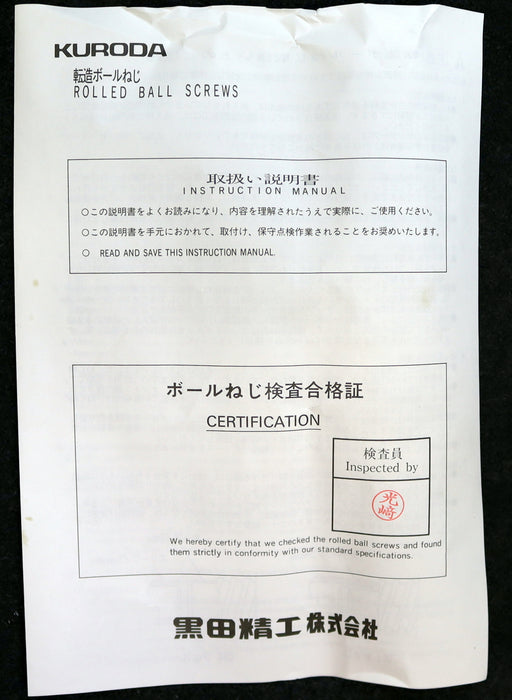 KURODA
転造ボールねじ
ROLLED BALL SCREWS
取扱い説明書
INSTRUCTION MANUAL
○この説明書をよくお読みになり、内容を理解されたうえで実際に、ご使用ください。
○この説明書を手元におかれて、取付け、保守点検作業されることをお奨めいたします。
○ READ AND SAVE THIS INSTRUCTION MANUAL.
ボールねじ検査合格証
CERTIFICATION
検査員
Inspected by
光崎
We hereby certify that we checked the rolled ball screws and found
them strictly in conformity with our standard specifications.
黒田精工株式会社